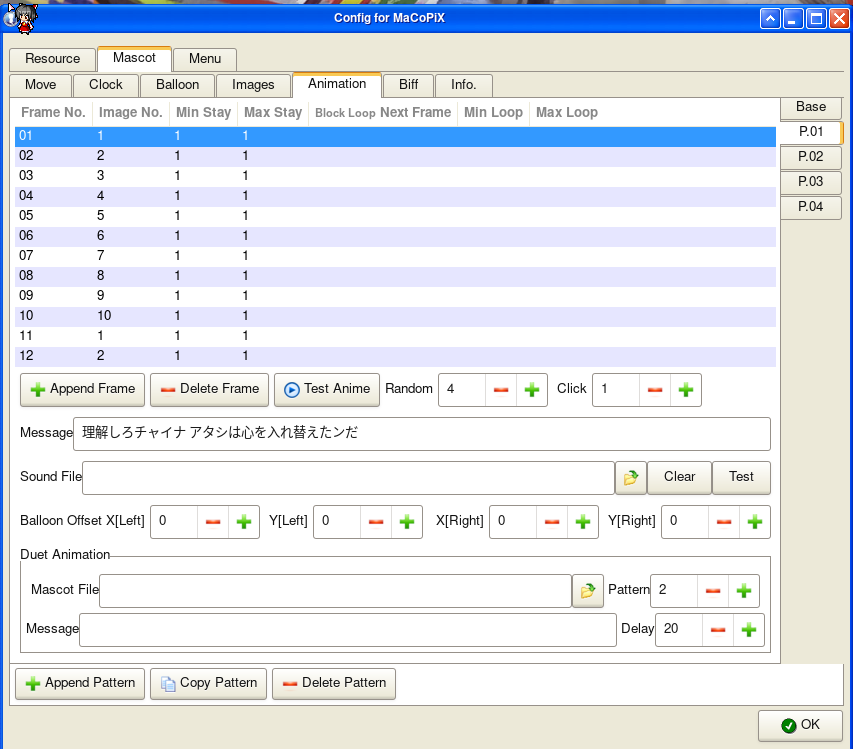 Config for MaCoPiX
Resource Mascot Menu
Move Clock Balloon Images Animation Biff Info.
Frame No. Image No. Min Stay Max Stay Block Loop Next Frame Min Loop Max Loop
Base
P.01
P.02
P.03
P.04
01 1 1 1
02 2 1 1
03 3 1 1
04 4 1 1
05 5 1 1
06 6 1 1
07 7 1 1
08 8 1 1
09 9 1 1
10 10 1 1
11 1 1 1
12 2 1 1
Append Frame Delete Frame Test Anime Random 4 Click 1
Message 理解しろチャイナ アタシは心を入れ替えたンだ
Sound File Clear Test
Balloon Offset X[Left] 0 Y[Left] 0 X[Right] 0 Y[Right] 0
Duet Animation
Mascot File Pattern 2
Message Delay 20
Append Pattern Copy Pattern Delete Pattern
OK